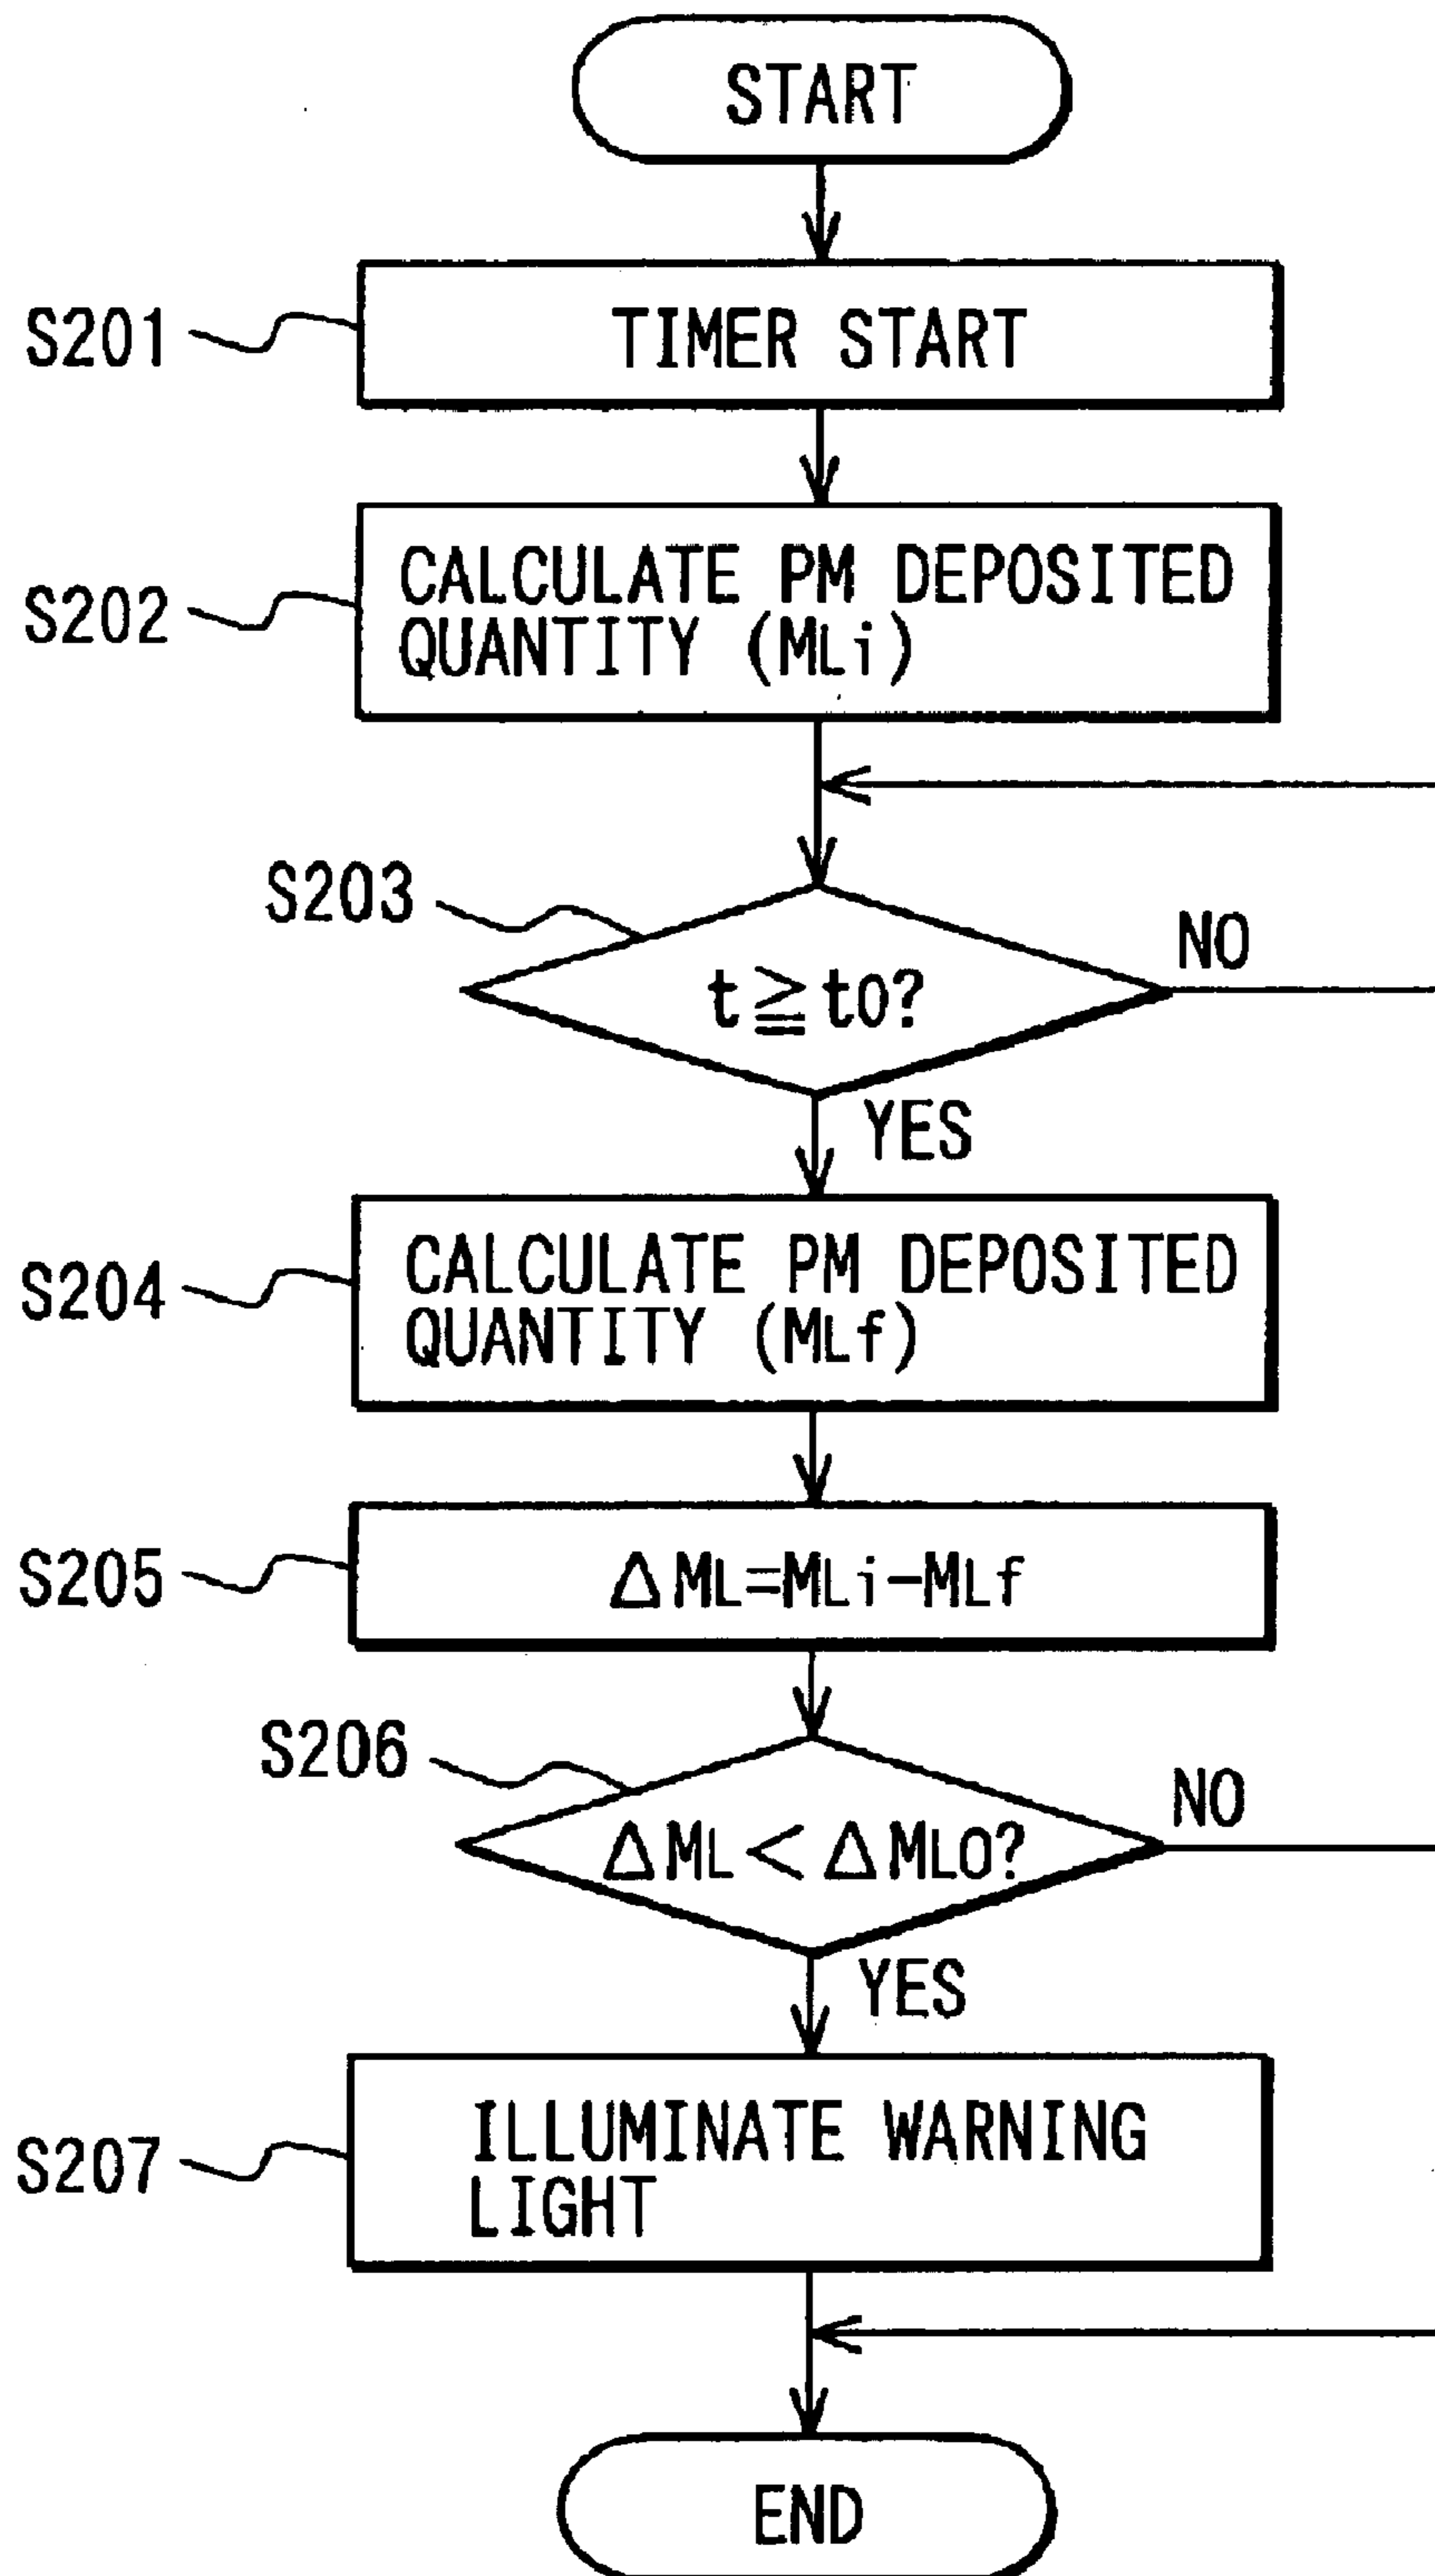 START
S201
TIMER START
S202
CALCULATE PM DEPOSITED
QUANTITY (MLi)
S203
t≧t0?
NO
YES
S204
CALCULATE PM DEPOSITED
QUANTITY (MLf)
S205
ΔML=MLi-MLf
S206
ΔML<ΔML0?
NO
YES
S207
ILLUMINATE WARNING
LIGHT
END